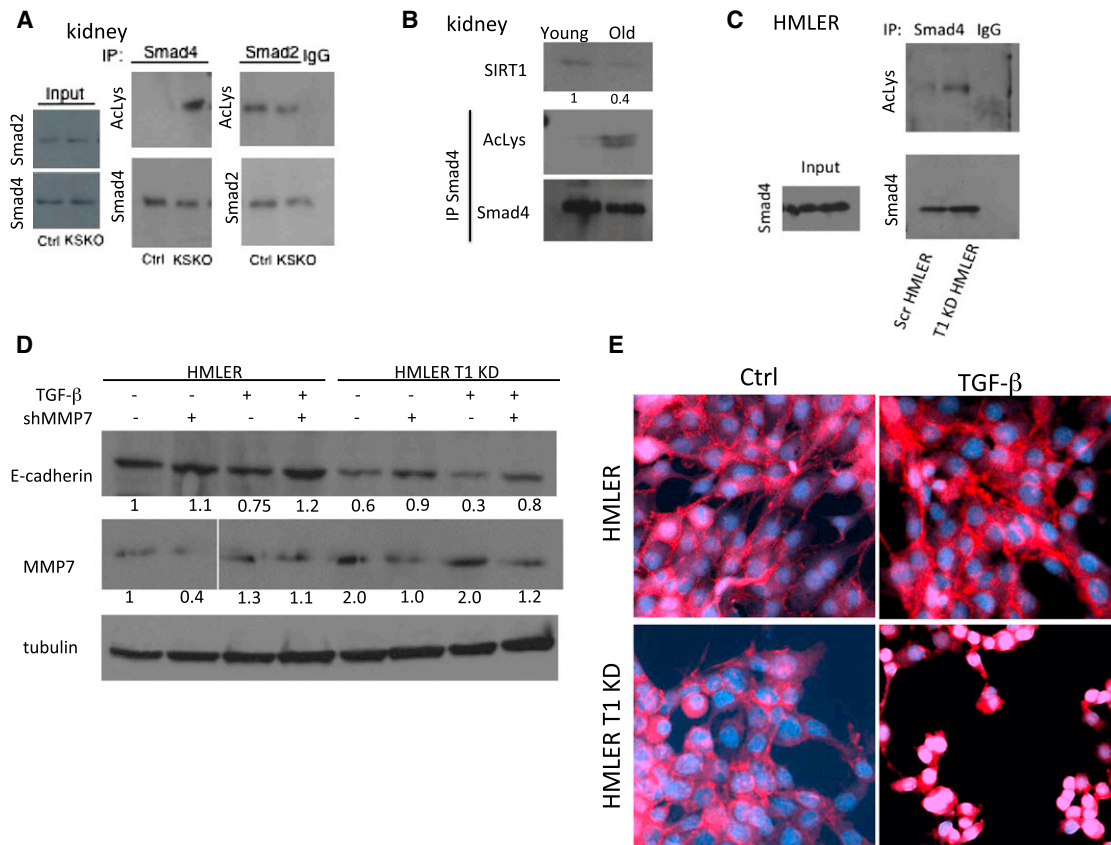 A
kidney
IP: Smad4 Smad2 IgG
Input
Smad2
Smad4
Ctrl KSKO
AcLys
Smad4
Ctrl KSKO
AcLys
Smad2
Ctrl KSKO
B
kidney
Young Old
SIRT1
1 0.4
IP Smad4
AcLys
Smad4
C
HMLER
IP: Smad4 IgG
AcLys
Input
Smad4
Smad4
Scr HMLER
T1 KD HMLER
D
HMLER HMLER T1 KD
TGF-β - - + + - - + +
shMMP7 - + - + - + - +
E-cadherin
1 1.1 0.75 1.2 0.6 0.9 0.3 0.8
MMP7
1 0.4 1.3 1.1 2.0 1.0 2.0 1.2
tubulin
E
Ctrl TGF-β
HMLER
HMLER T1 KD